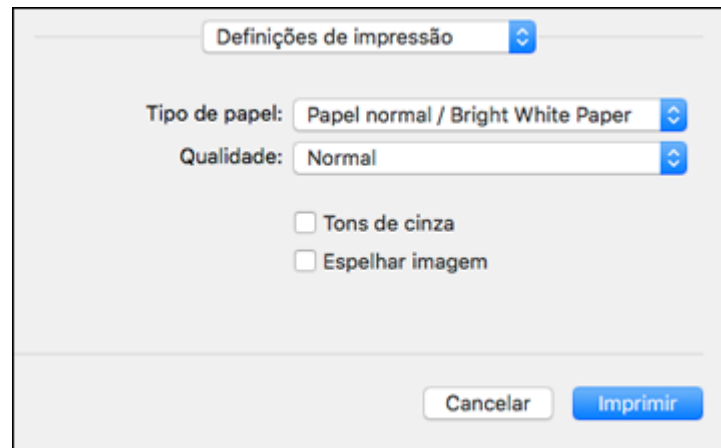 Definições de impressão
Tipo de papel: Papel normal / Bright White Paper
Qualidade: Normal
Tons de cinza
Espelhar imagem
Cancelar Imprimir